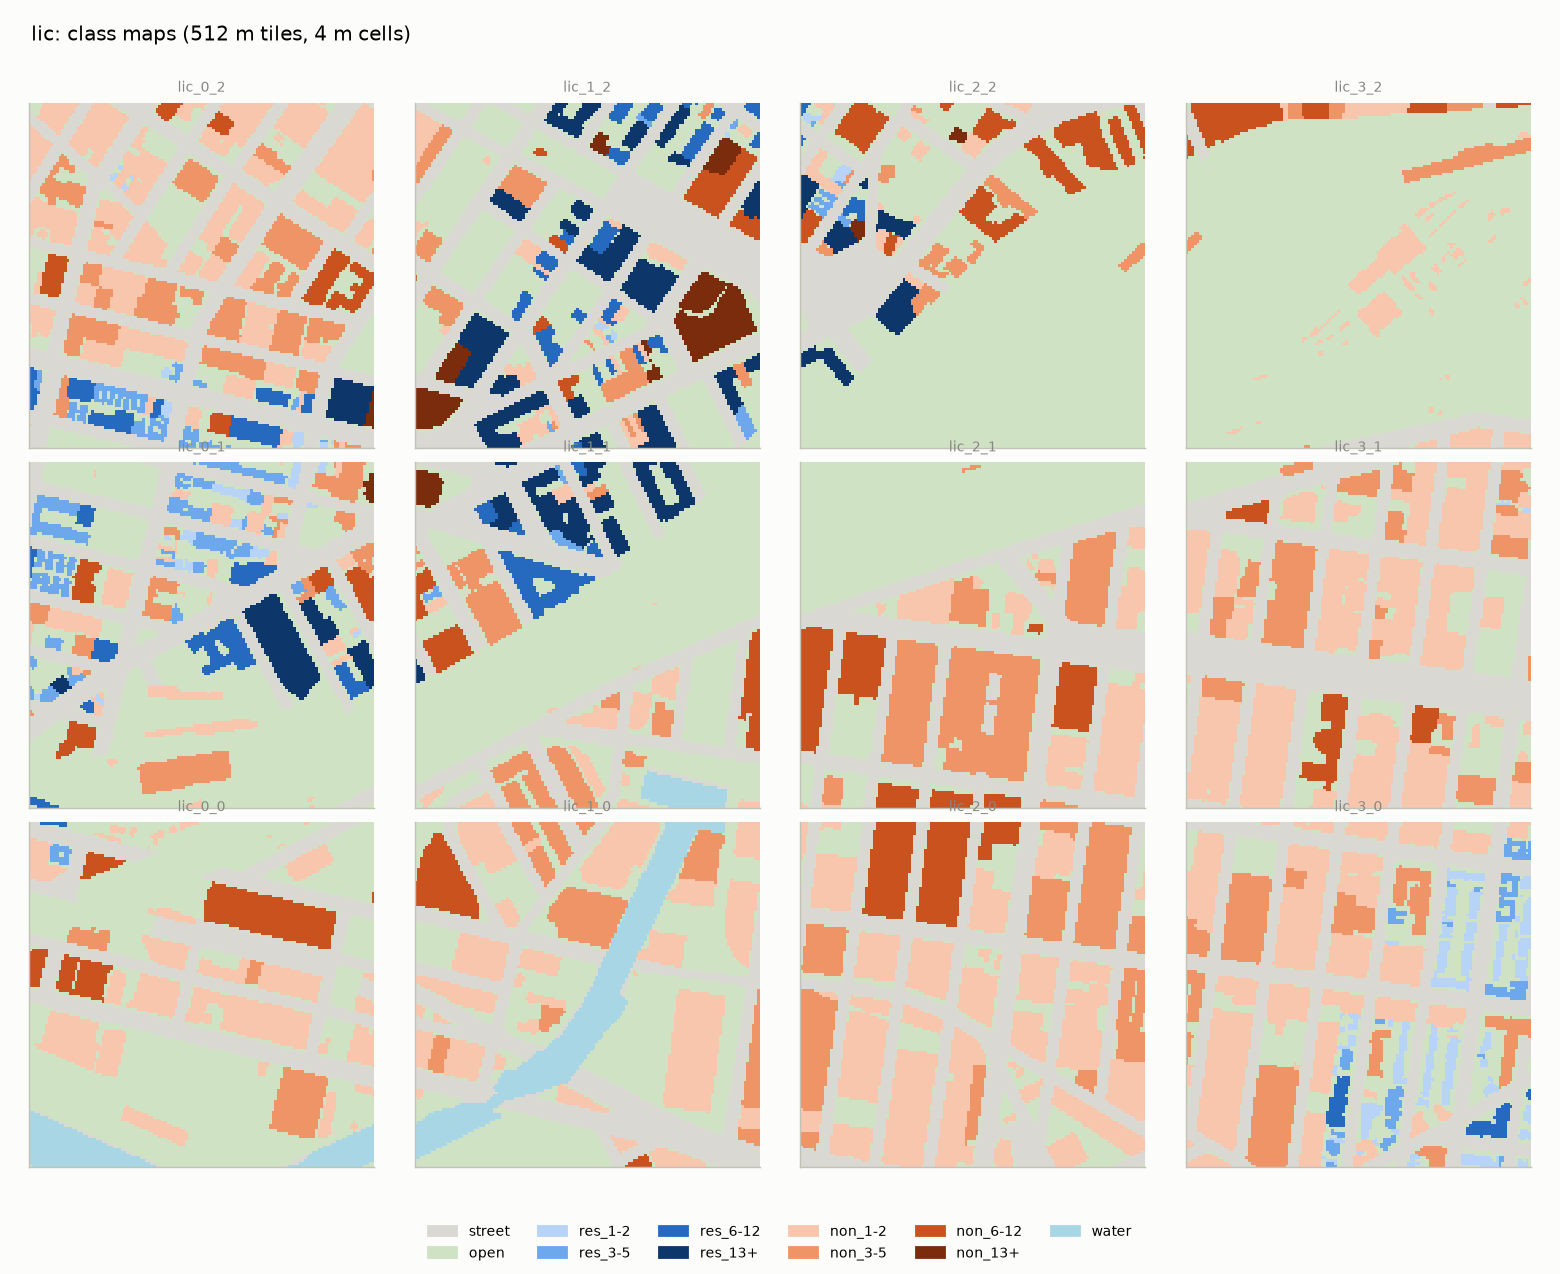 lic: class maps (512 m tiles, 4 m cells)
lic_0_2
lic_1_2
lic_2_2
lic_3_2
lic_0_1
lic_1_1
lic_2_1
lic_3_1
lic_0_0
lic_1_0
lic_2_0
lic_3_0
street
res_1-2
res_6-12
non_1-2
non_6-12
water
open
res_3-5
res_13+
non_3-5
non_13+